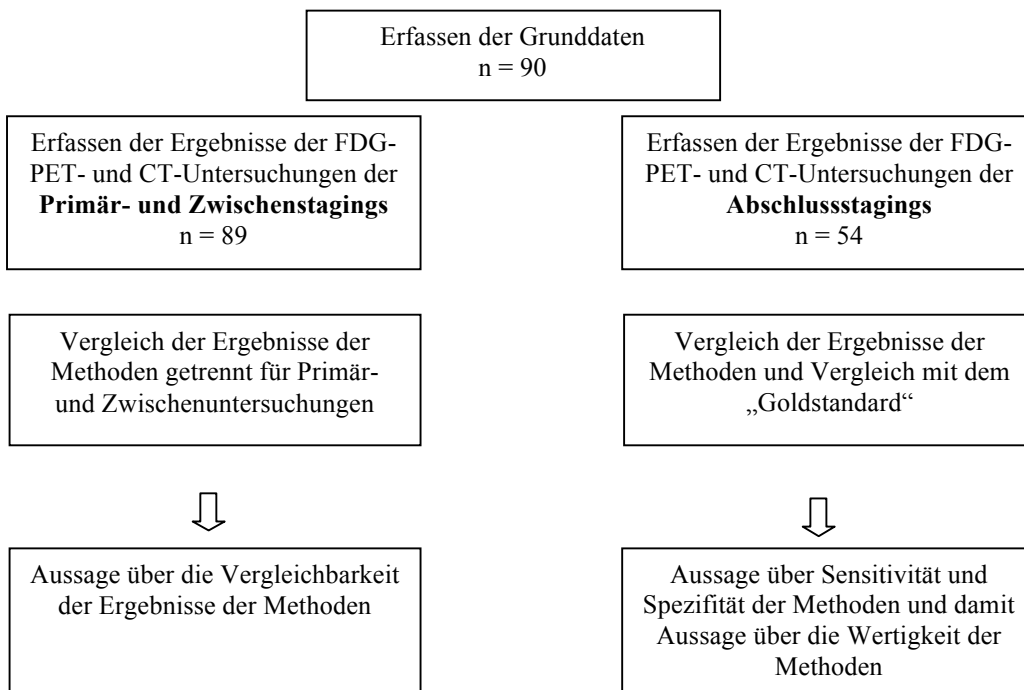 Erfassen der Grunddaten
n = 90
Erfassen der Ergebnisse der FDG-
PET- und CT-Untersuchungen der
Primär- und Zwischenstagings
n = 89
Erfassen der Ergebnisse der FDG-
PET- und CT-Untersuchungen der
Abschlussstagings
n = 54
Vergleich der Ergebnisse der
Methoden getrennt für Primär-
und Zwischenuntersuchungen
Vergleich der Ergebnisse der
Methoden und Vergleich mit dem
„Goldstandard“
Aussage über die Vergleichbarkeit
der Ergebnisse der Methoden
Aussage über Sensitivität und
Spezifität der Methoden und damit
Aussage über die Wertigkeit der
Methoden